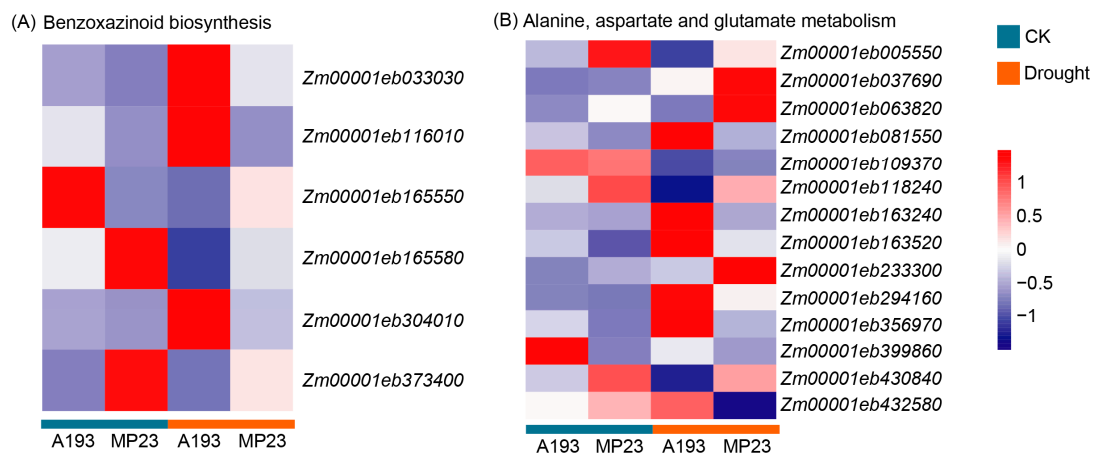 (A) Benzoxazinoid biosynthesis
Zm00001eb033030
Zm00001eb116010
Zm00001eb165550
Zm00001eb165580
Zm00001eb304010
Zm00001eb373400
A193 MP23 A193 MP23
(B) Alanine, aspartate and glutamate metabolism
Zm00001eb005550
Zm00001eb037690
Zm00001eb063820
Zm00001eb081550
Zm00001eb109370
Zm00001eb118240
Zm00001eb163240
Zm00001eb163520
Zm00001eb233300
Zm00001eb294160
Zm00001eb356970
Zm00001eb399860
Zm00001eb430840
Zm00001eb432580
A193 MP23 A193 MP23
CK
Drought
1
0.5
0
−0.5
−1